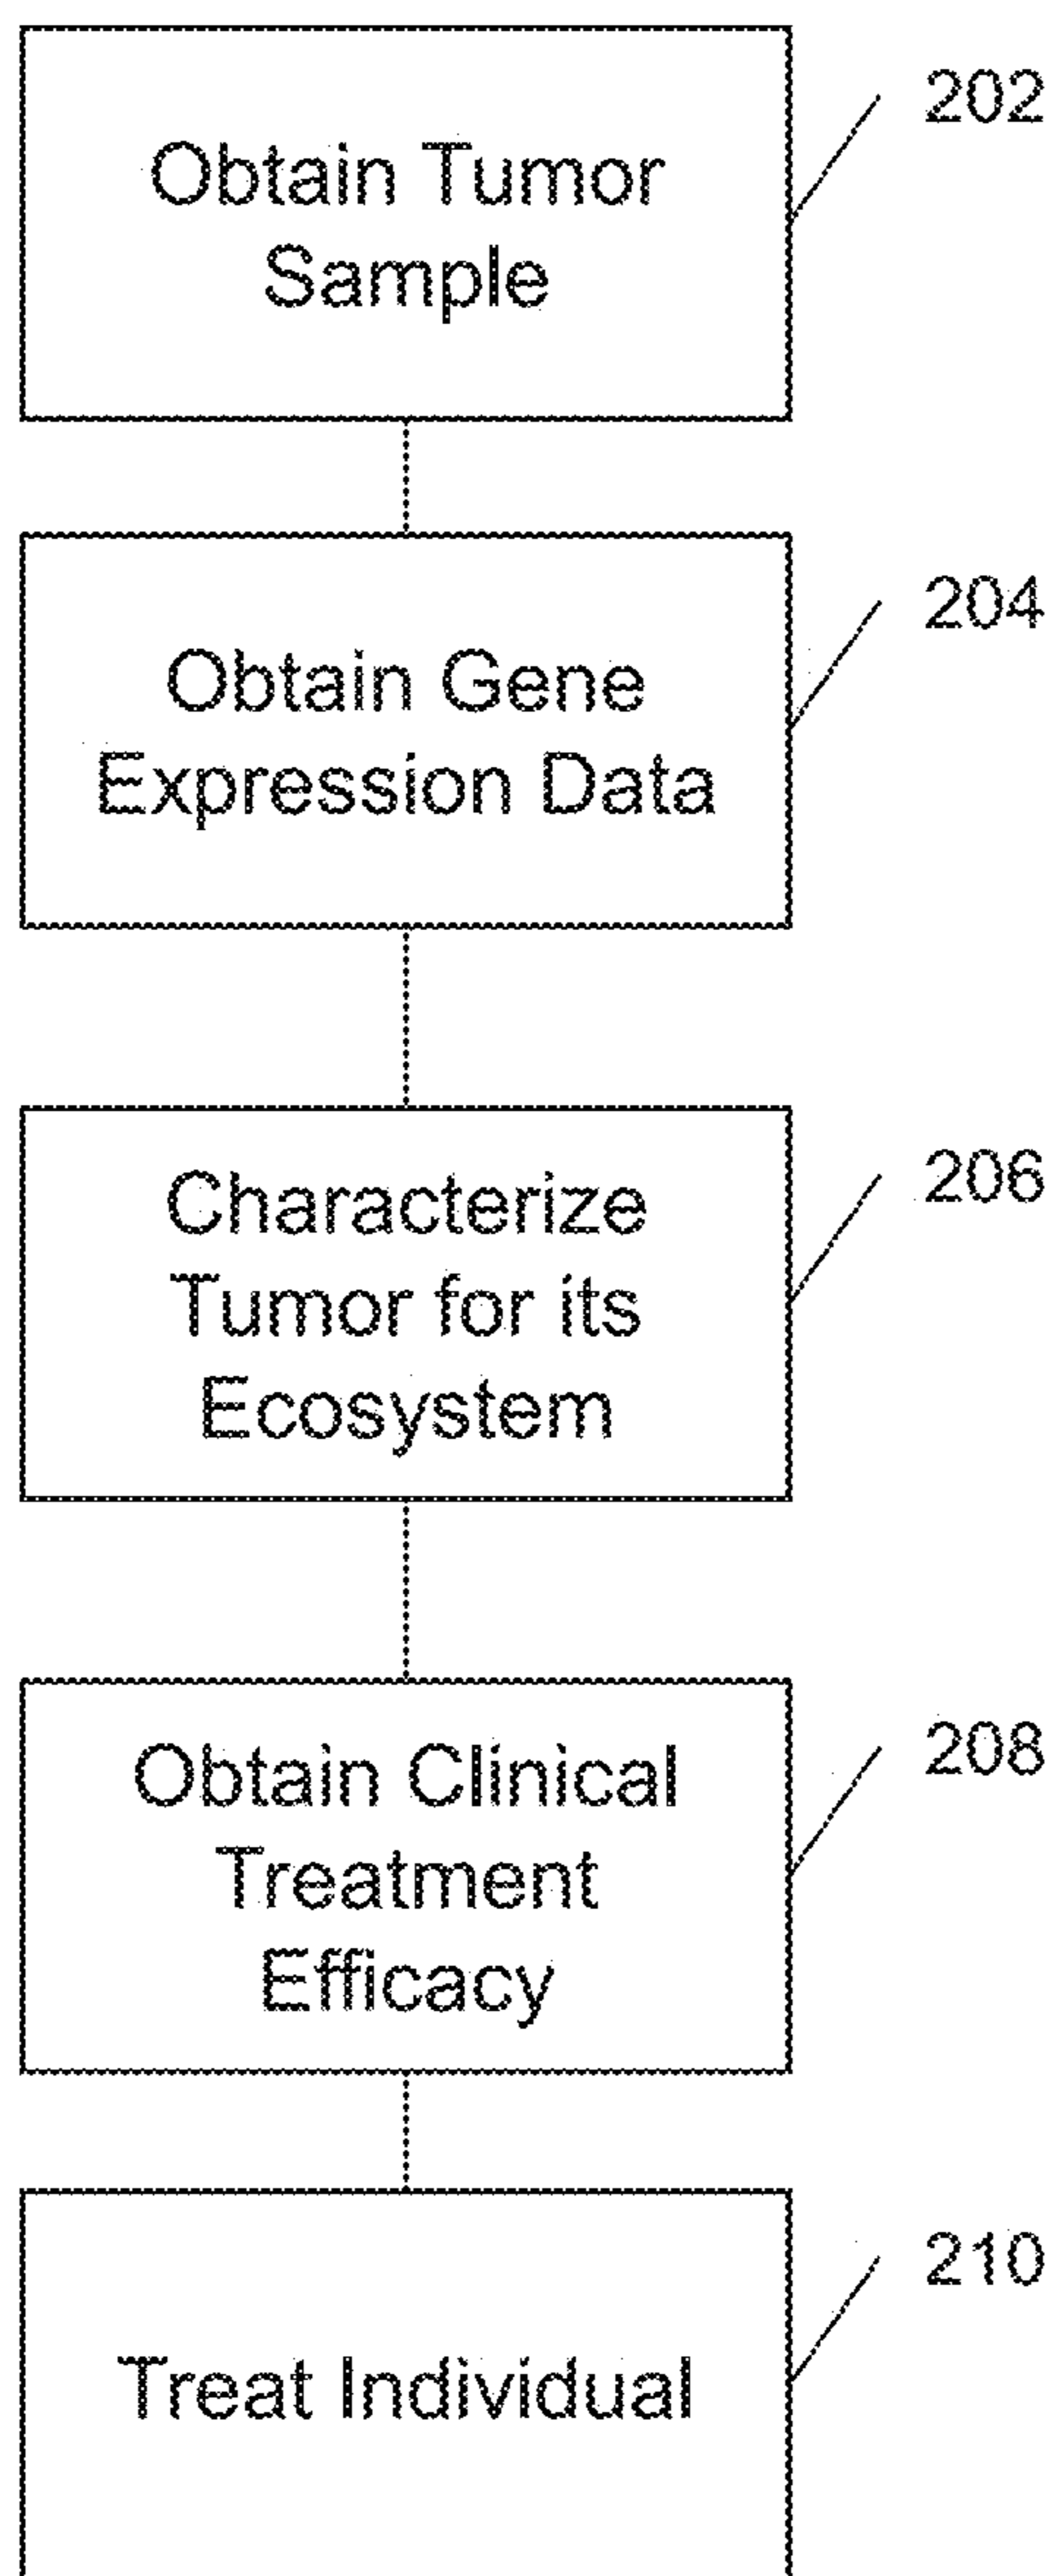 202
Obtain Tumor
Sample
204
Obtain Gene
Expression Data
206
Characterize
Tumor for its
Ecosystem
208
Obtain Clinical
Treatment
Efficacy
210
Treat Individual